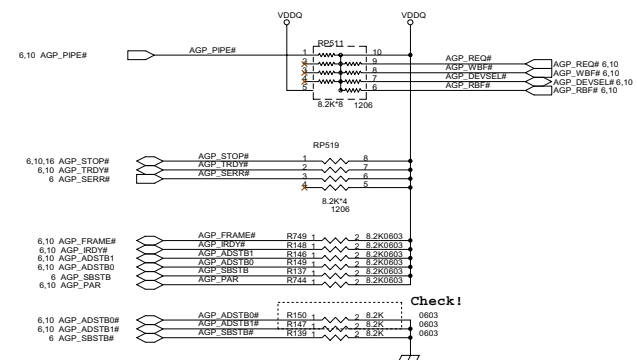 VDDQ VDDQ
RP511
6,10 AGP_PIPE# AGP_PIPE# 1 10
2 9 AGP_REQ# AGP_REQ# 6,10
3 8 AGP_WBF# AGP_WBF# 6,10
4 7 AGP_DEVSEL# AGP_DEVSEL# 6,10
5 6 AGP_RBF# AGP_RBF# 6,10
8.2K*8 1206
RP519
6,10,16 AGP_STOP# AGP_STOP# 1 8
6,10 AGP_TRDY# AGP_TRDY# 2 7
6 AGP_SERR# AGP_SERR# 3 6
4 5
8.2K*4
1206
6,10 AGP_FRAME# AGP_FRAME# R749 1 2 8.2K0603
6,10 AGP_IRDY# AGP_IRDY# R148 1 2 8.2K0603
6,10 AGP_ADSTB1 AGP_ADSTB1 R146 1 2 8.2K0603
6,10 AGP_ADSTB0 AGP_ADSTB0 R149 1 2 8.2K0603
6 AGP_SBSTB AGP_SBSTB R137 1 2 8.2K0603
6,10 AGP_PAR AGP_PAR R744 1 2 8.2K0603
Check!
6,10 AGP_ADSTB0# AGP_ADSTB0# R150 1 2 8.2K 0603
6,10 AGP_ADSTB1# AGP_ADSTB1# R147 1 2 8.2K 0603
6 AGP_SBSTB# AGP_SBSTB# R139 1 2 8.2K 0603